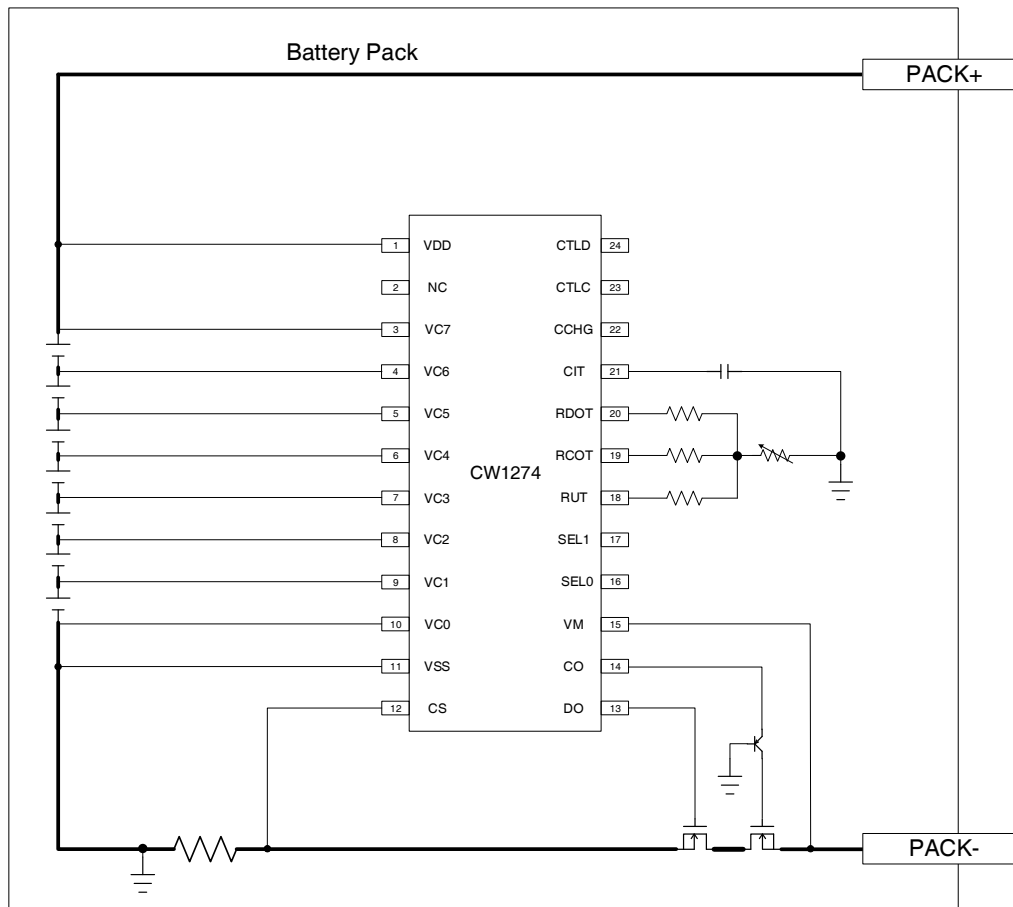 Battery Pack
PACK+
1 VDD CTLD 24
2 NC CTLC 23
3 VC7 CCHG 22
4 VC6 CIT 21
5 VC5 RDOT 20
6 VC4 RCOT 19
CW1274
7 VC3 RUT 18
8 VC2 SEL1 17
9 VC1 SEL0 16
10 VC0 VM 15
11 VSS CO 14
12 CS DO 13
PACK-